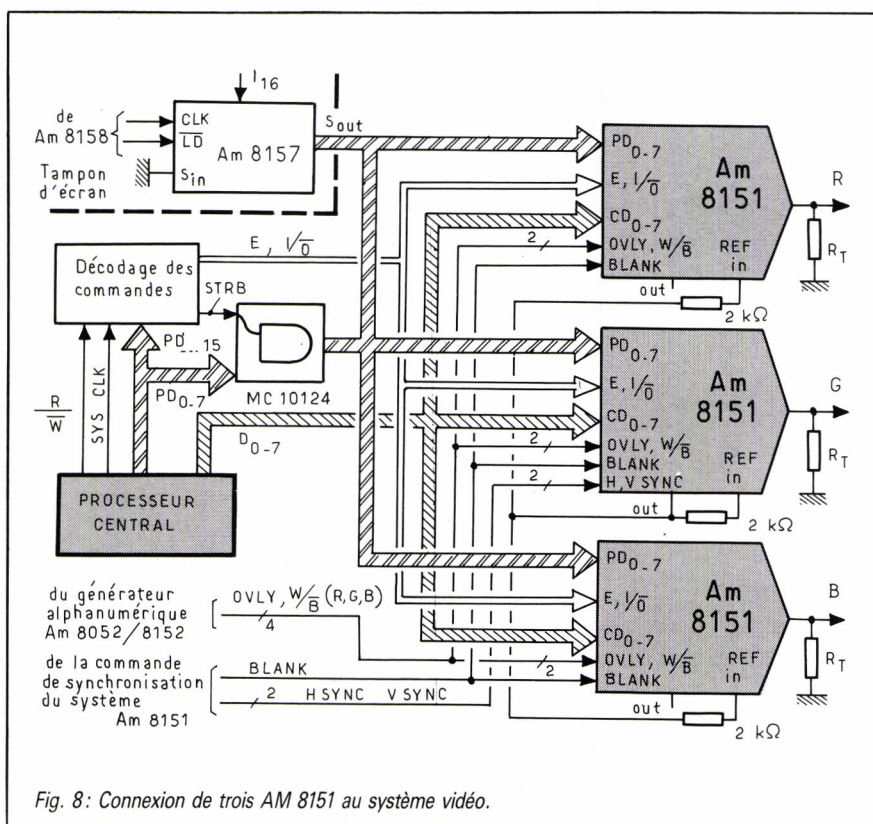 I16
de
Am 8158
CLK
LD
Sin
Am 8157
Sout
Tampon
d'écran
Décodage des
commandes
E, I/O
STRB
MC 10124
R/W
SYS CLK
PD ... 15
PD0-7
D0-7
PROCESSEUR
CENTRAL
PD0-7
E, I/O
CD0-7
2
OVLY, W/B
BLANK
Am
8151
REF
in
out
2 kΩ
R
RT
PD0-7
E, I/O
CD0-7
2
OVLY, W/B
BLANK
2
H,V SYNC
Am
8151
REF
in
out
2 kΩ
G
RT
PD0-7
E, I/O
CD0-7
2
OVLY, W/B
BLANK
Am
8151
REF
in
out
2 kΩ
B
RT
du générateur
alphanumérique
Am 8052/8152
OVLY, W/B (R,G,B)
4
de la commande
de synchronisation
du système
Am 8151
BLANK
2 H SYNC V SYNC
Fig. 8: Connexion de trois AM 8151 au système vidéo.